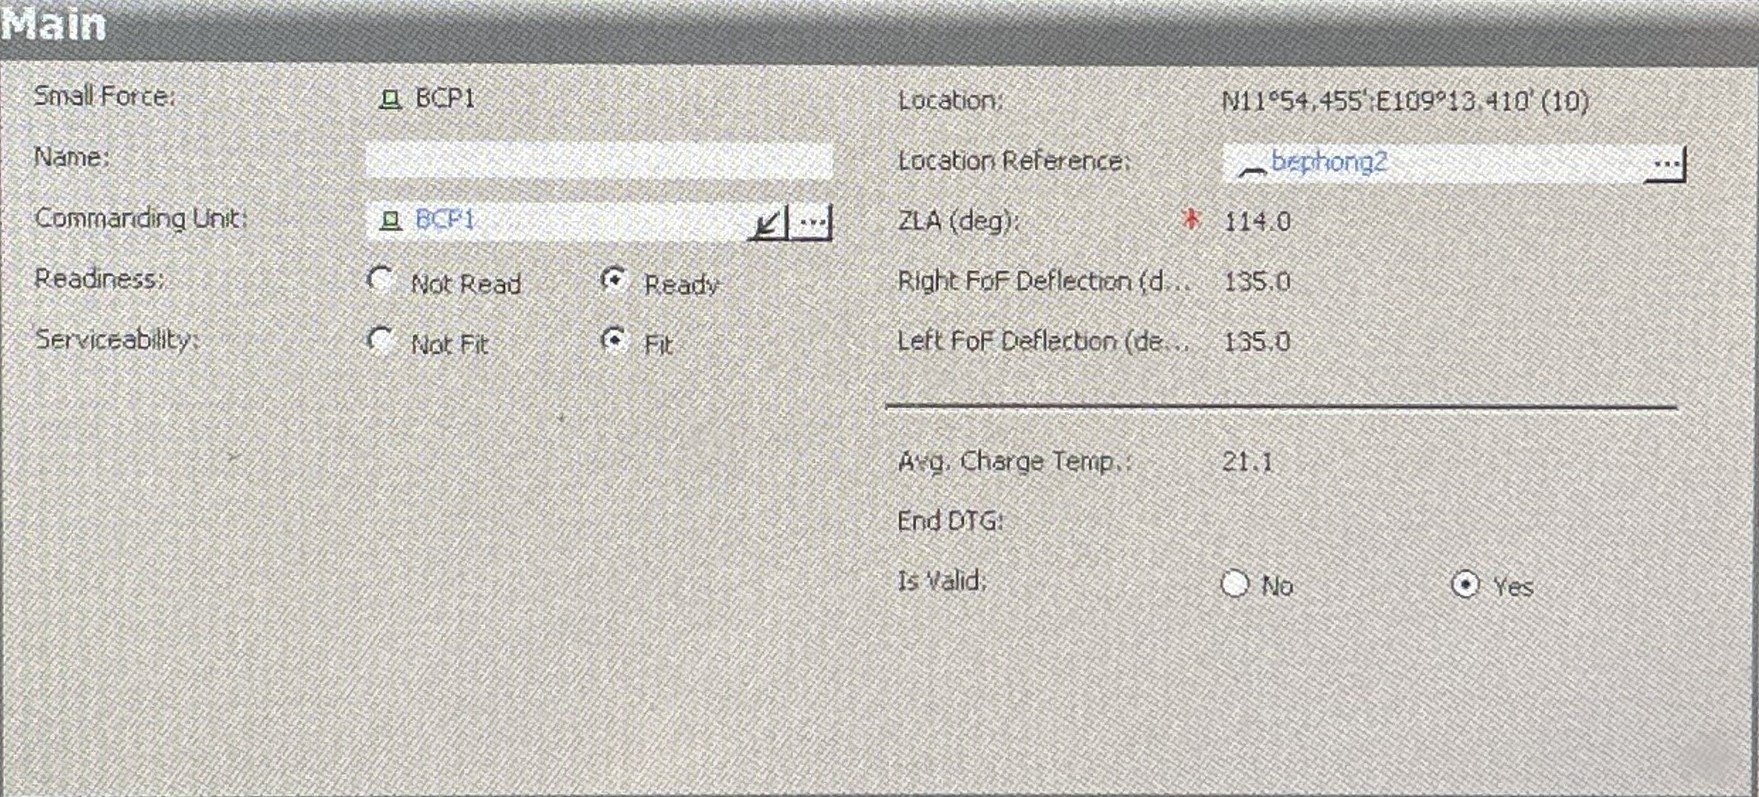 Main
Small Force:
BCP1
Name:
Commanding Unit:
BCP1
...
Readiness:
Not Read
Ready
Serviceability:
Not Fit
Fit
Location:
N11°54.455';E109°13.410' (10)
Location Reference:
bephong2
...
ZLA (deg):
* 114.0
Right FoF Deflection (d...
135.0
Left FoF Deflection (de...
135.0
Avg. Charge Temp.:
21.1
End DTG:
Is Valid:
No
Yes